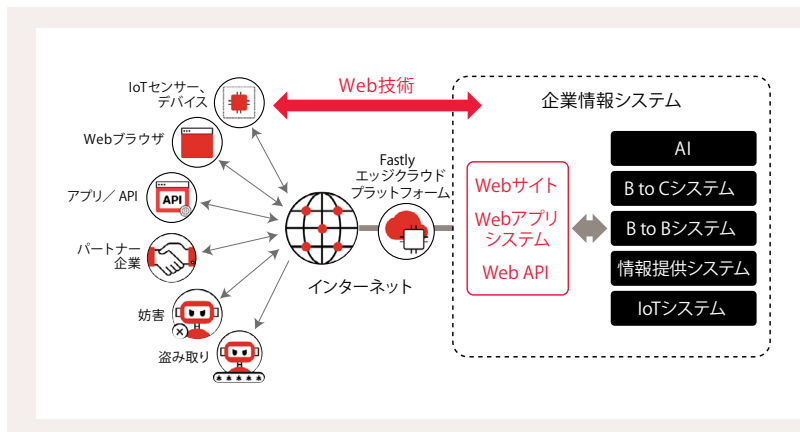 IoTセンサー、
デバイス
Web技術
企業情報システム
Webブラウザ
Fastly
エッジクラウド
プラットフォーム
アプリ／API
API
パートナー
企業
インターネット
妨害
盗み取り
Webサイト
Webアプリ
システム
Web API
AI
B to Cシステム
B to Bシステム
情報提供システム
IoTシステム